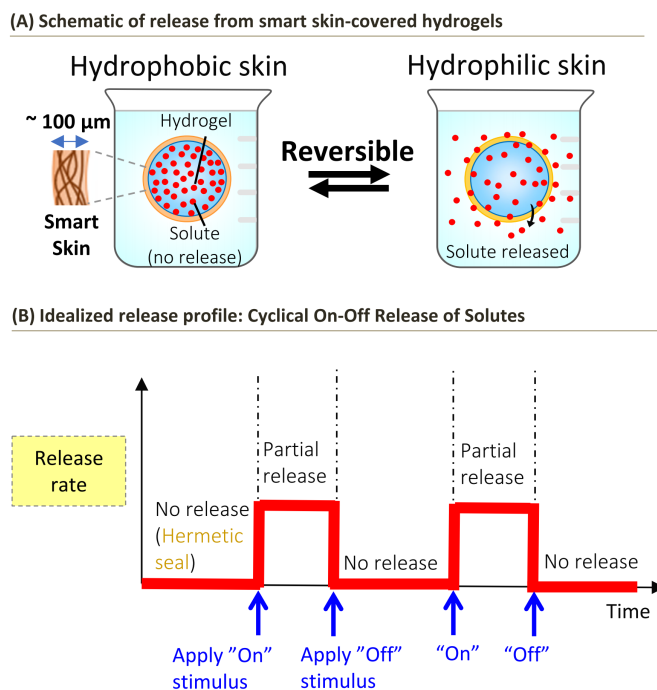 (A) Schematic of release from smart skin-covered hydrogels
Hydrophobic skin
Hydrophilic skin
~ 100 µm
Hydrogel
Reversible
Smart
Skin
Solute
(no release)
Solute released
(B) Idealized release profile: Cyclical On-Off Release of Solutes
Release
rate
Partial
release
Partial
release
No release
(Hermetic
seal)
No release
No release
Time
Apply ”On”
stimulus
Apply ”Off”
stimulus
“On”
“Off”